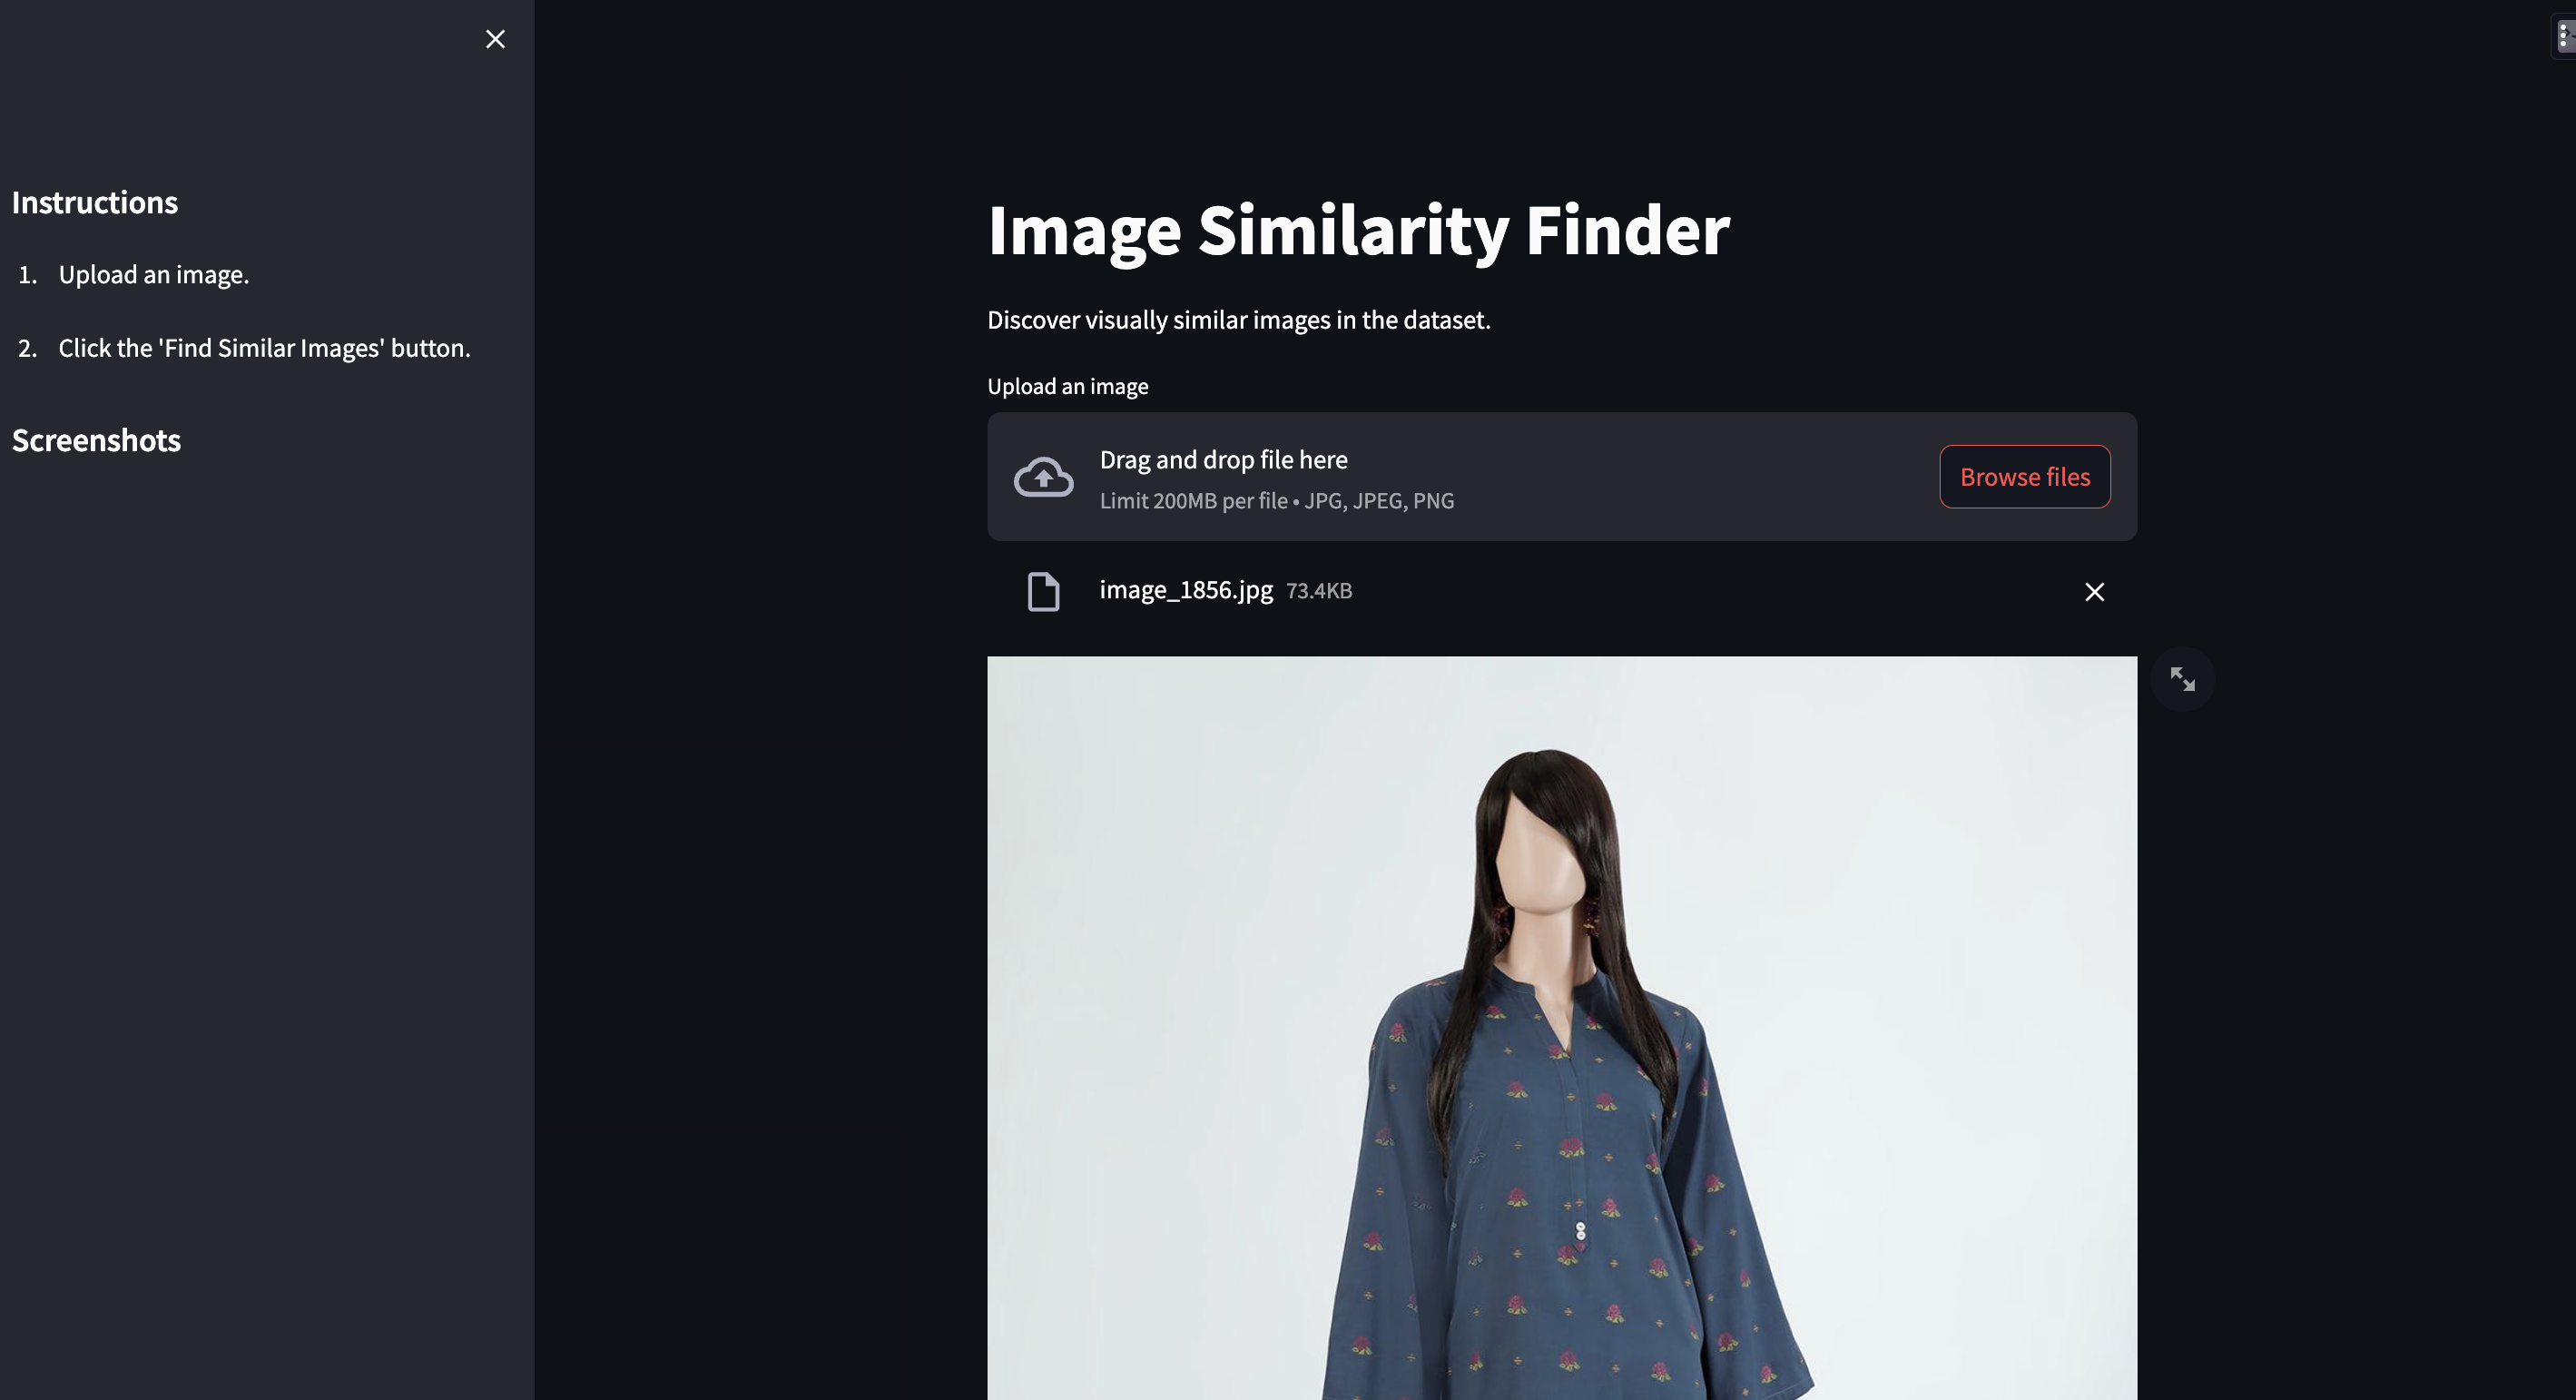 Instructions
1. Upload an image.
2. Click the 'Find Similar Images' button.
Screenshots
Image Similarity Finder
Discover visually similar images in the dataset.
Upload an image
Drag and drop file here
Limit 200MB per file • JPG, JPEG, PNG
Browse files
image_1856.jpg 73.4KB